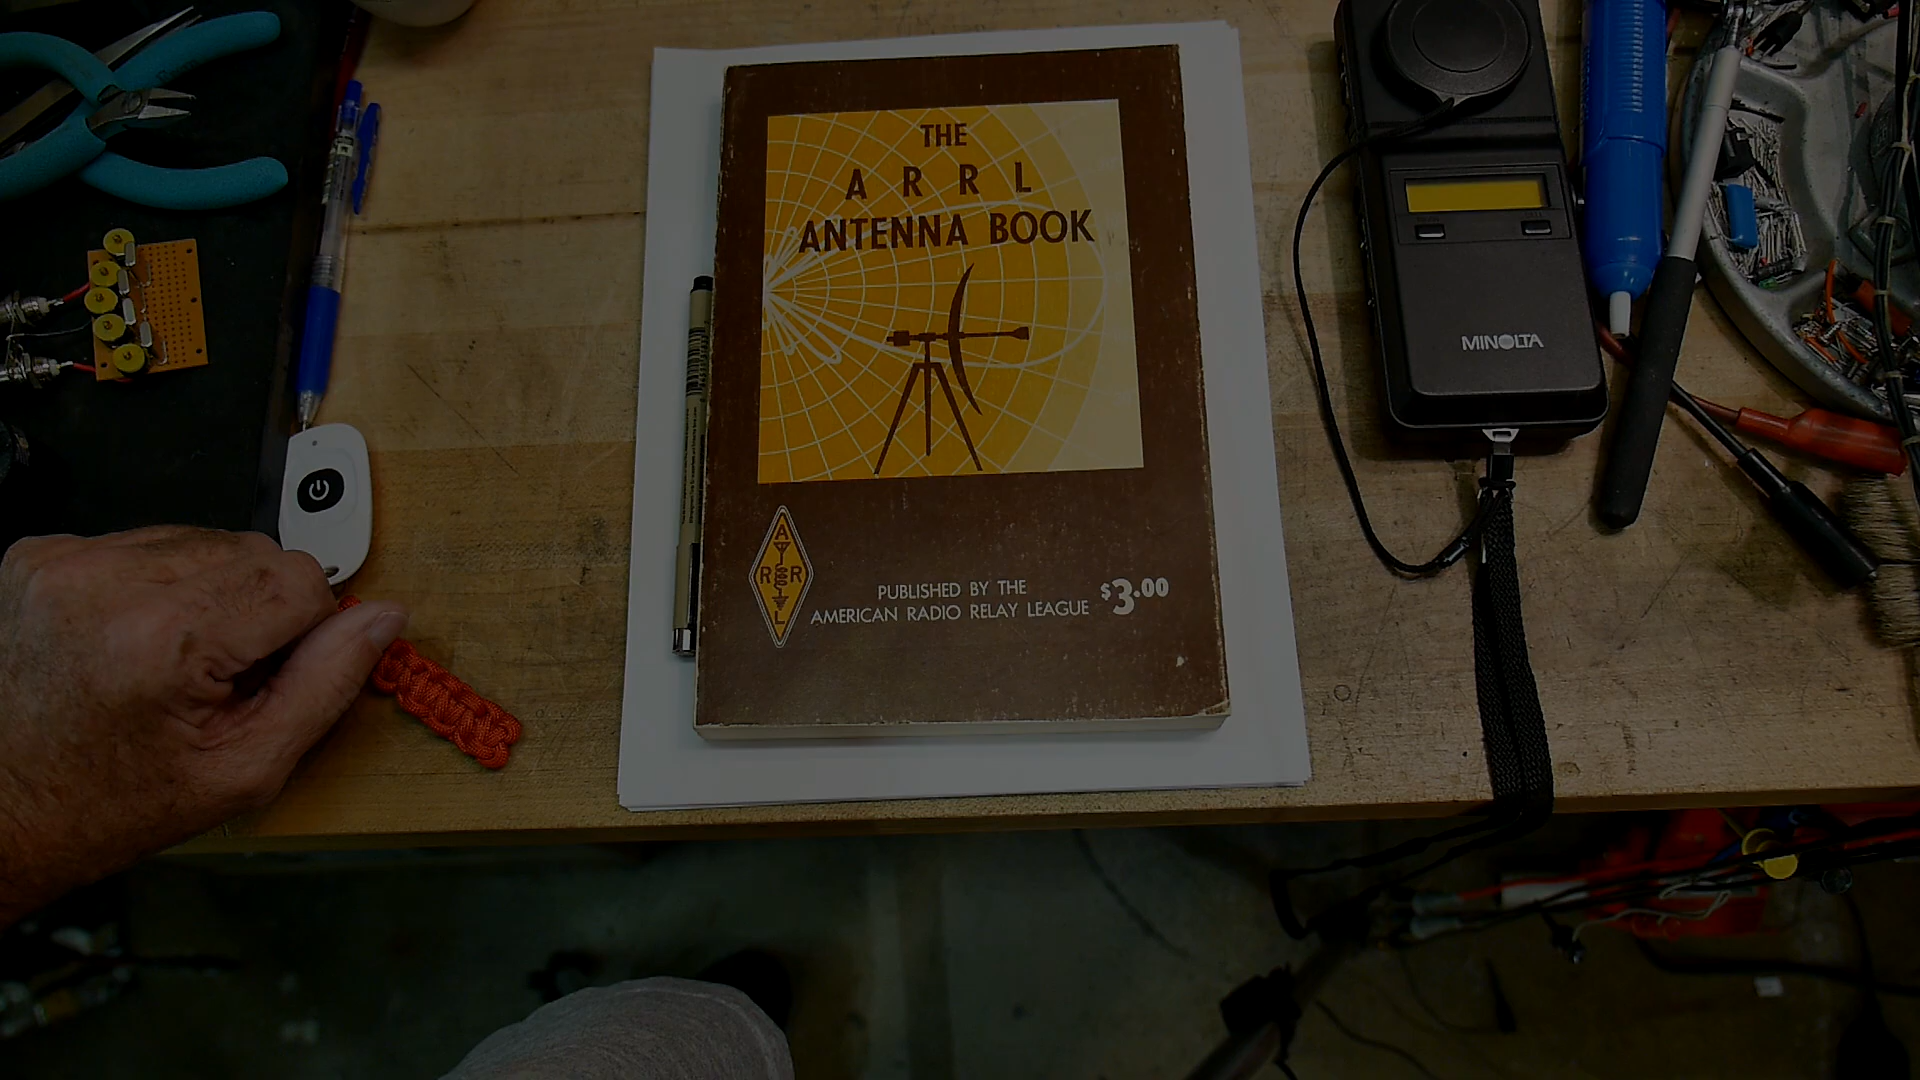 THE
A R R L
ANTENNA BOOK
A
R R
L
PUBLISHED BY THE
AMERICAN RADIO RELAY LEAGUE
$3.00
MINOLTA